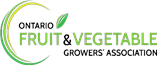 ONTARIO
FRUIT & VEGETABLE
GROWERS' ASSOCIATION